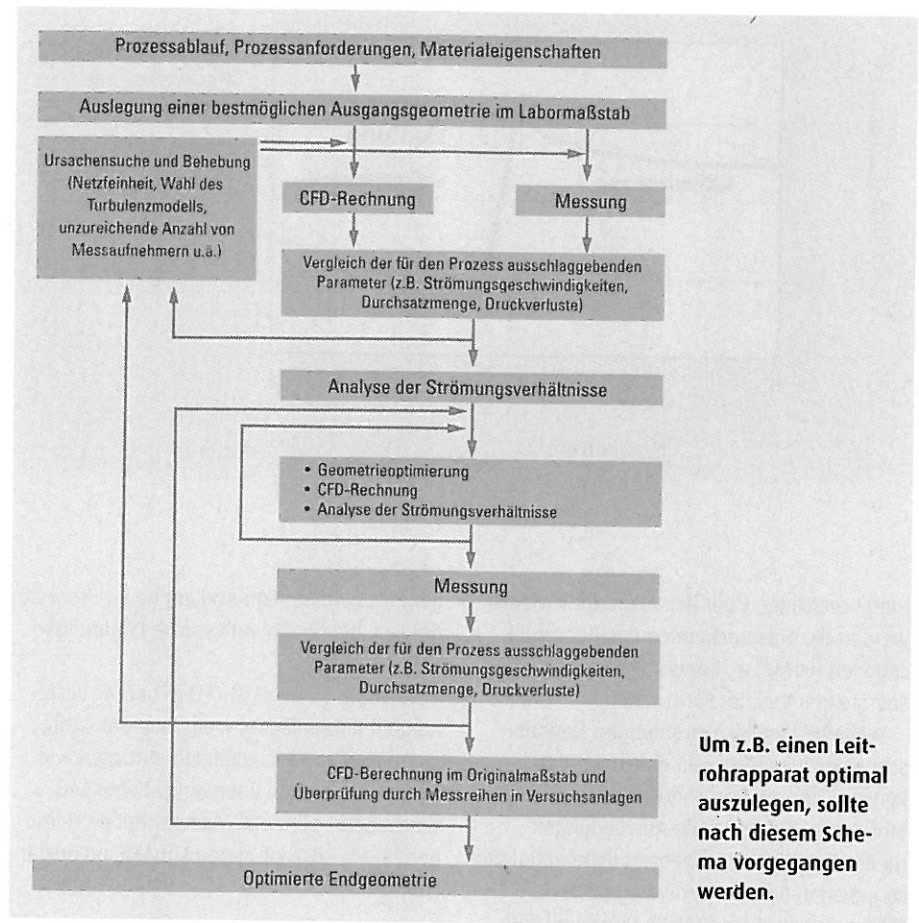 Prozessablauf, Prozessanforderungen, Materialeigenschaften
Auslegung einer bestmöglichen Ausgangsgeometrie im Labormaßstab
Ursachensuche und Behebung
(Netzfeinheit, Wahl des
Turbulenzmodells,
unzureichende Anzahl von
Messaufnehmern u.ä.)
CFD-Rechnung
Messung
Vergleich der für den Prozess ausschlaggebenden
Parameter (z.B. Strömungsgeschwindigkeiten,
Durchsatzmenge, Druckverluste)
Analyse der Strömungsverhältnisse
• Geometrieoptimierung
• CFD-Rechnung
• Analyse der Strömungsverhältnisse
Messung
Vergleich der für den Prozess ausschlaggebenden
Parameter (z.B. Strömungsgeschwindigkeiten,
Durchsatzmenge, Druckverluste)
CFD-Berechnung im Originalmaßstab und
Überprüfung durch Messreihen in Versuchsanlagen
Optimierte Endgeometrie
Um z.B. einen Leit-
rohrapparat optimal
auszulegen, sollte
nach diesem Sche-
ma vorgegangen
werden.